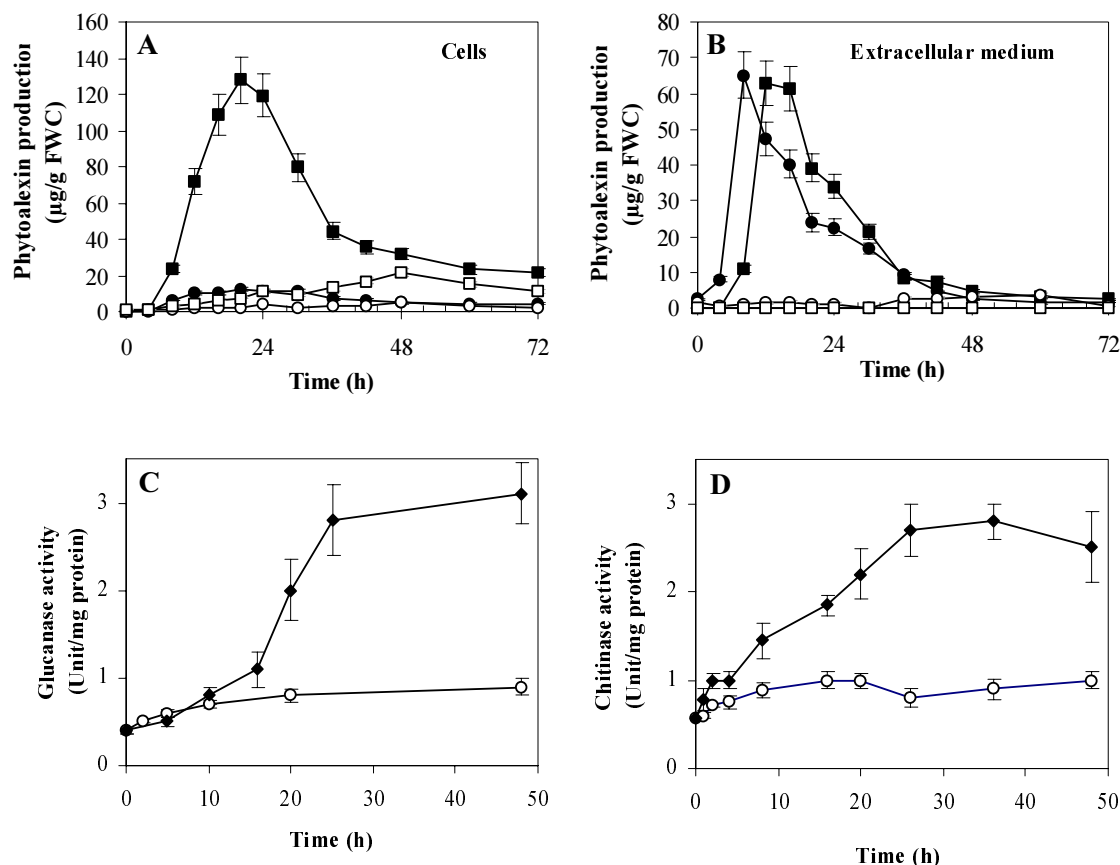 A
Cells
Phytoalexin production
(µg/g FWC)
160
140
120
100
80
60
40
20
0
0 24 48 72
Time (h)
B
Extracellular medium
Phytoalexin production
(µg/g FWC)
80
70
60
50
40
30
20
10
0
0 24 48 72
Time (h)
C
Glucanase activity
(Unit/mg protein)
3
2
1
0
0 10 20 30 40 50
Time (h)
D
Chitinase activity
(Unit/mg protein)
3
2
1
0
0 10 20 30 40 50
Time (h)